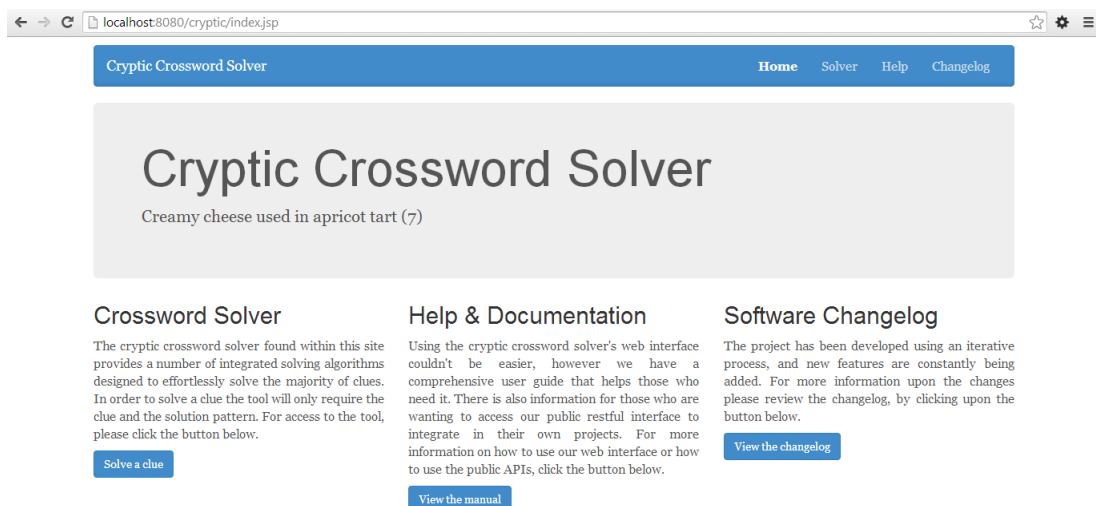 localhost:8080/cryptic/index.jsp
Cryptic Crossword Solver
Home Solver Help Changelog
Cryptic Crossword Solver
Creamy cheese used in apricot tart (7)
Crossword Solver
The cryptic crossword solver found within this site
provides a number of integrated solving algorithms
designed to effortlessly solve the majority of clues.
In order to solve a clue the tool will only require the
clue and the solution pattern. For access to the tool,
please click the button below.
Solve a clue
Help & Documentation
Using the cryptic crossword solver's web interface
couldn't be easier, however we have a
comprehensive user guide that helps those who
need it. There is also information for those who are
wanting to access our public restful interface to
integrate in their own projects. For more
information on how to use our web interface or how
to use the public APIs, click the button below.
View the manual
Software Changelog
The project has been developed using an iterative
process, and new features are constantly being
added. For more information upon the changes
please review the changelog, by clicking upon the
button below.
View the changelog